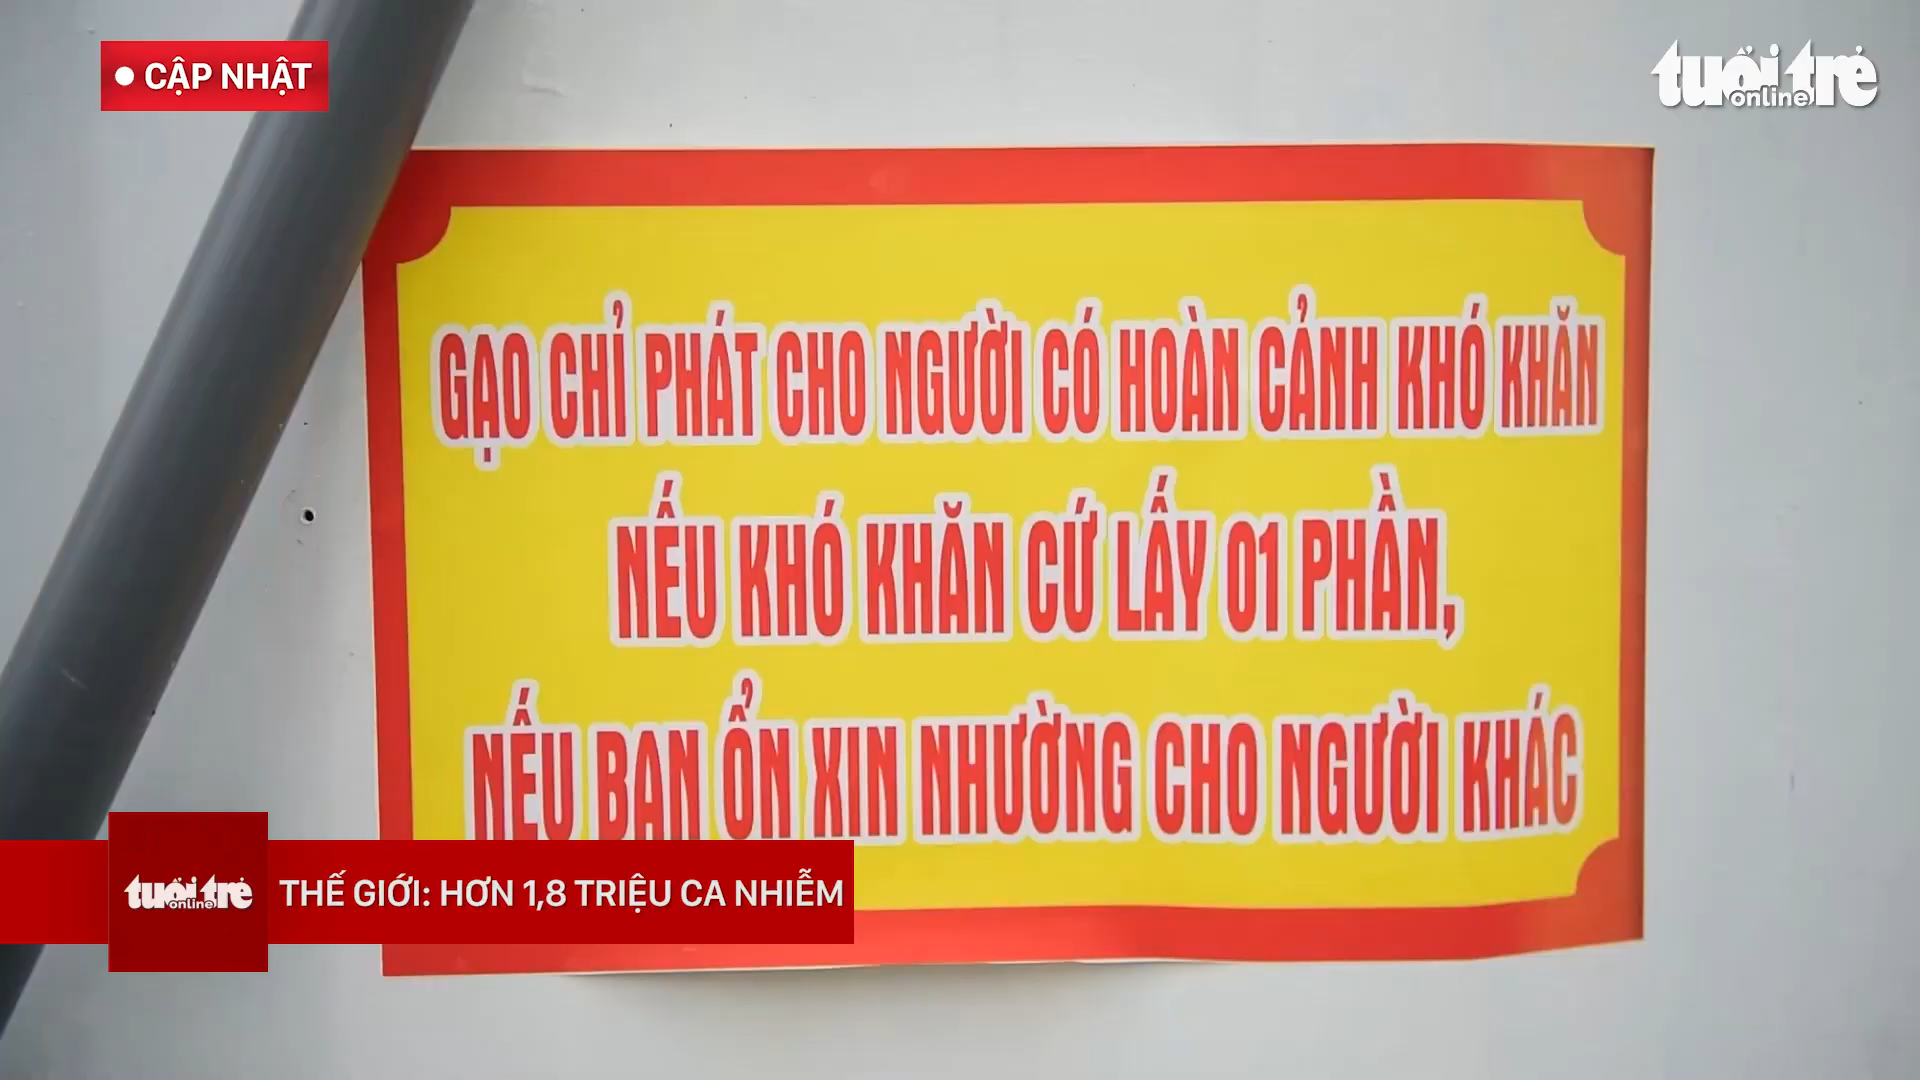 CẬP NHẬT
tuổi trẻ
online
GẠO CHỈ PHÁT CHO NGƯỜI CÓ HOÀN CẢNH KHÓ KHĂN
NẾU KHÓ KHĂN CỨ LẤY 01 PHẦN,
NẾU BẠN ỔN XIN NHƯỜNG CHO NGƯỜI KHÁC
tuổi trẻ
online
THẾ GIỚI: HƠN 1,8 TRIỆU CA NHIỄM